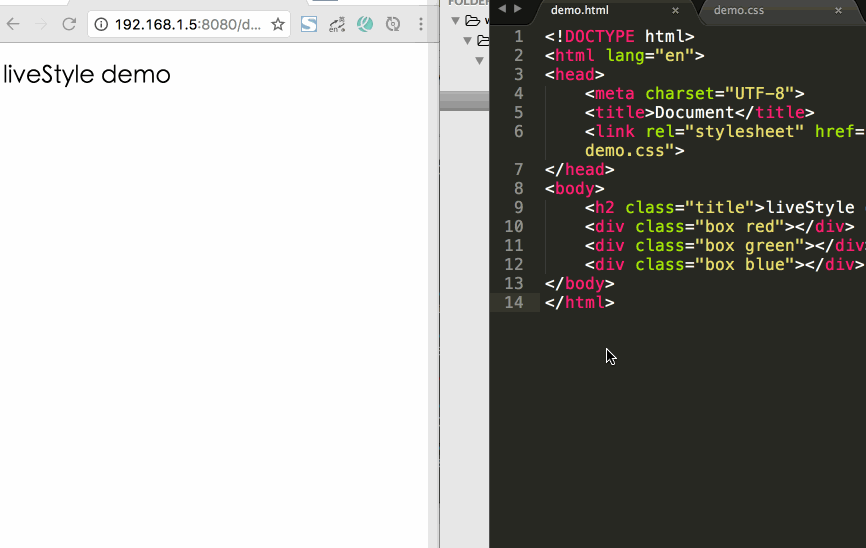 192.168.1.5:8080/d...
en
liveStyle demo
FOLDER
demo.html
demo.css
1 <!DOCTYPE html>
2 <html lang="en">
3 <head>
4 <meta charset="UTF-8">
5 <title>Document</title>
6 <link rel="stylesheet" href=
demo.css">
7 </head>
8 <body>
9 <h2 class="title">liveStyle
10 <div class="box red"></div>
11 <div class="box green"></div>
12 <div class="box blue"></div>
13 </body>
14 </html>